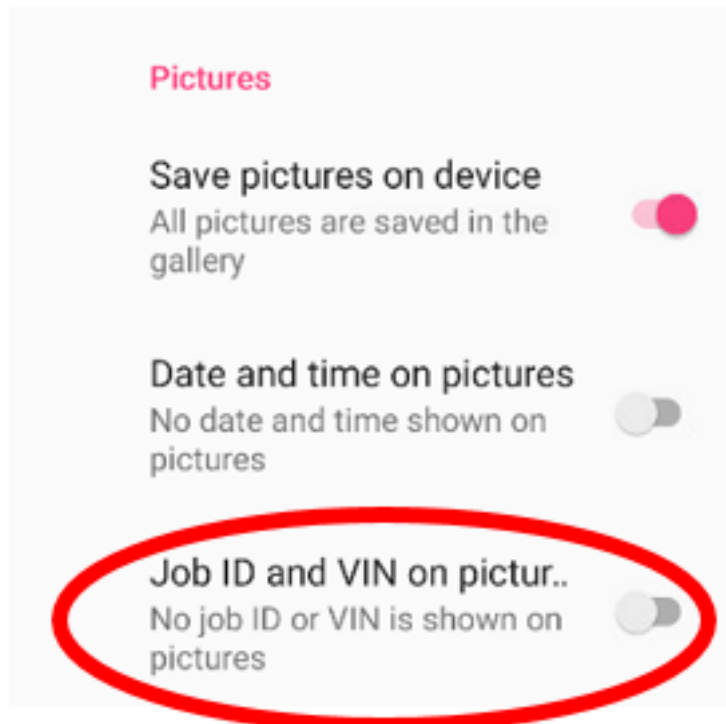 Pictures
Save pictures on device
All pictures are saved in the
gallery
Date and time on pictures
No date and time shown on
pictures
Job ID and VIN on pictur..
No job ID or VIN is shown on
pictures